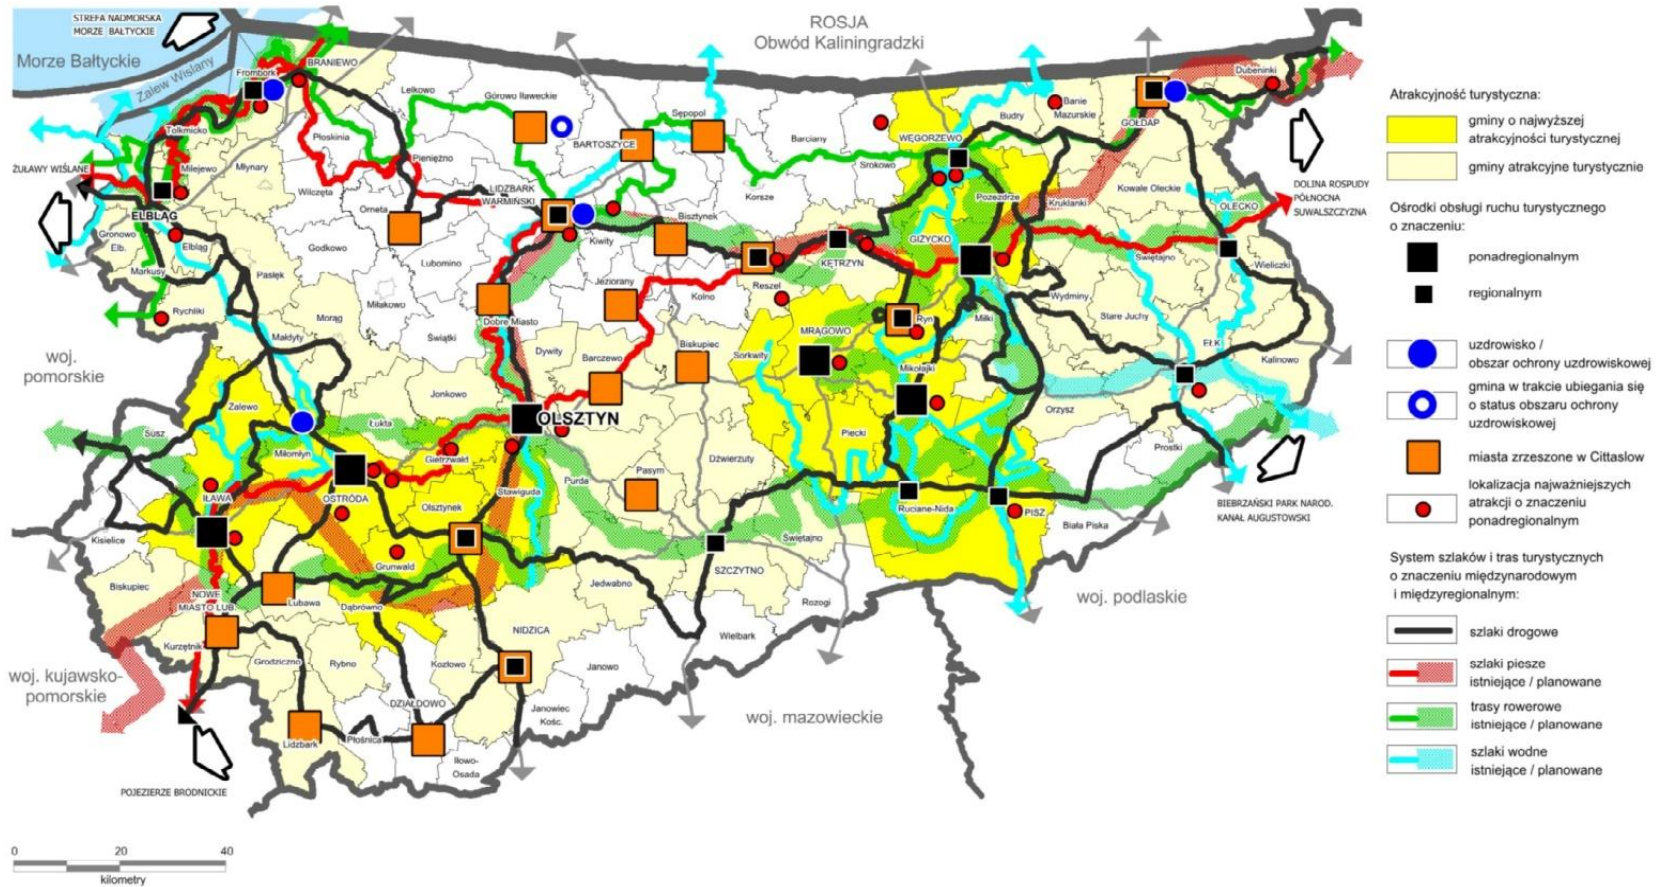 STREFA NADMORSKA
MORZE BAŁTYCKIE
ROSJA
Obwód Kaliningradzki
Morze Bałtyckie
Zalew Wiślany
Frombork
BRANIEWO
Lelkowo
Górowo Iławeckie
Sępopol
Barciany
Banie
Mazurskie
Budry
GOŁDAP
Dubeninki
Tolkmicko
Płoskinia
Pieniężno
BARTOSZYCE
WĘGORZEWO
Srokowo
ŻUŁAWY WIŚLANE
Milejewo
Młynary
Wilczęta
LIDZBARK
WARMIŃSKI
Korsze
Pozezdrze
Kruklanki
Kowale Oleckie
OLECKO
DOLINA ROSPUDY
PÓŁNOCNA
SUWALSZCZYZNA
ELBLĄG
Orneta
Bisztynek
Gronowo
Elb.
Elbląg
Godkowo
Kiwity
GIŻYCKO
KĘTRZYN
Świętajno
Wieliczki
Markusy
Pasłęk
Lubomino
Jeziorany
Reszel
Kolno
Wydminy
Rychliki
Miłakowo
Morąg
Świątki
Dobre Miasto
Ryn
Miłki
Stare Juchy
EŁK
Kalinowo
woj.
pomorskie
Małdyty
Dywity
Barczewo
Biskupiec
Sorkwity
MRĄGOWO
Mikołajki
Zalewo
Jonkowo
OLSZTYN
Orzysz
Susz
Łukta
Miłomłyn
Gietrzwałd
Dźwierzuty
Piecki
Prostki
IŁAWA
OSTRÓDA
Stawiguda
Purda
Pasym
Olsztynek
Ruciane-Nida
PISZ
Biała Piska
BIEBRZAŃSKI PARK NAROD.
KANAŁ AUGUSTOWSKI
Kisielice
Grunwald
Świętajno
Biskupiec
NOWE
MIASTO LUB.
Lubawa
Dąbrówno
Jedwabno
SZCZYTNO
Rozogi
woj. podlaskie
Kurzętnik
NIDZICA
Wielbark
woj. kujawsko-
pomorskie
Grodziczno
Rybno
Kozłowo
Janowo
DZIAŁDOWO
Janowiec
Kośc.
woj. mazowieckie
Lidzbark
Płośnica
Iłowo-
Osada
POJEZIERZE BRODNICKIE
0 20 40
kilometry
Atrakcyjność turystyczna:
gminy o najwyższej
atrakcyjności turystycznej
gminy atrakcyjne turystycznie
Ośrodki obsługi ruchu turystycznego
o znaczeniu:
ponadregionalnym
regionalnym
uzdrowisko /
obszar ochrony uzdrowiskowej
gmina w trakcie ubiegania się
o status obszaru ochrony
uzdrowiskowej
miasta zrzeszone w Cittaslow
lokalizacja najważniejszych
atrakcji o znaczeniu
ponadregionalnym
System szlaków i tras turystycznych
o znaczeniu międzynarodowym
i międzyregionalnym:
szlaki drogowe
szlaki piesze
istniejące / planowane
trasy rowerowe
istniejące / planowane
szlaki wodne
istniejące / planowane